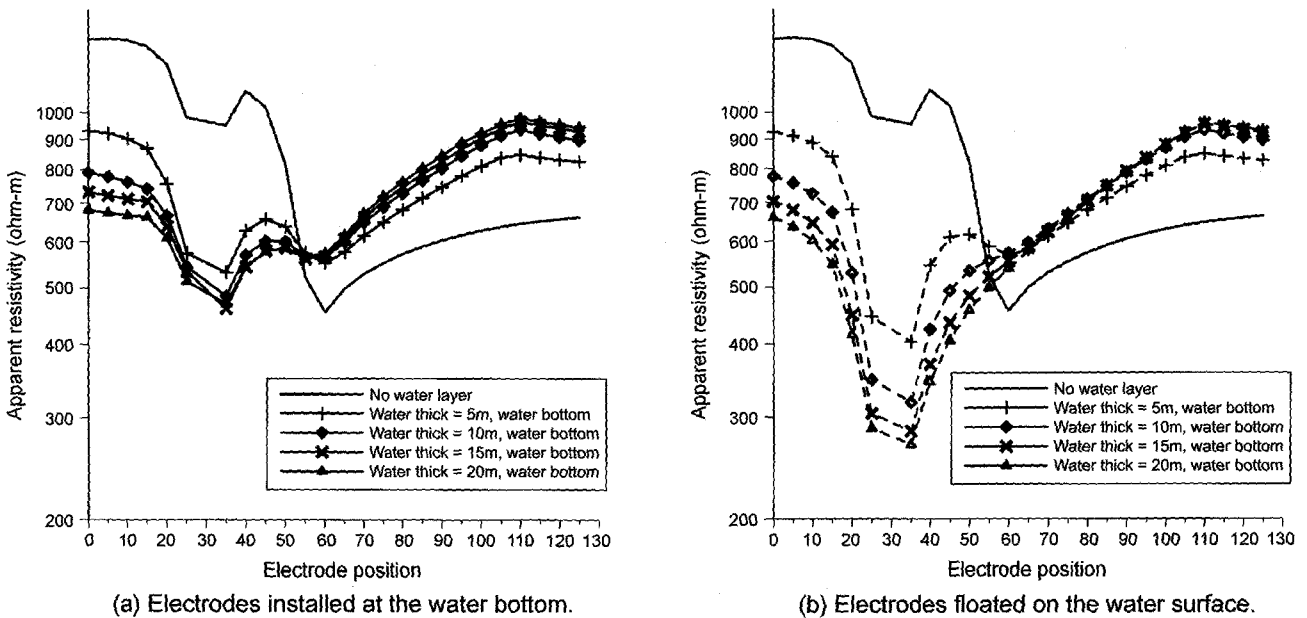 Apparent resistivity (ohm-m)
1000
900
800
700
600
500
400
300
200
0 10 20 30 40 50 60 70 80 90 100 110 120 130
Electrode position
No water layer
Water thick = 5m, water bottom
Water thick = 10m, water bottom
Water thick = 15m, water bottom
Water thick = 20m, water bottom
(a) Electrodes installed at the water bottom.
Apparent resistivity (ohm-m)
1000
900
800
700
600
500
400
300
200
0 10 20 30 40 50 60 70 80 90 100 110 120 130
Electrode position
No water layer
Water thick = 5m, water bottom
Water thick = 10m, water bottom
Water thick = 15m, water bottom
Water thick = 20m, water bottom
(b) Electrodes floated on the water surface.